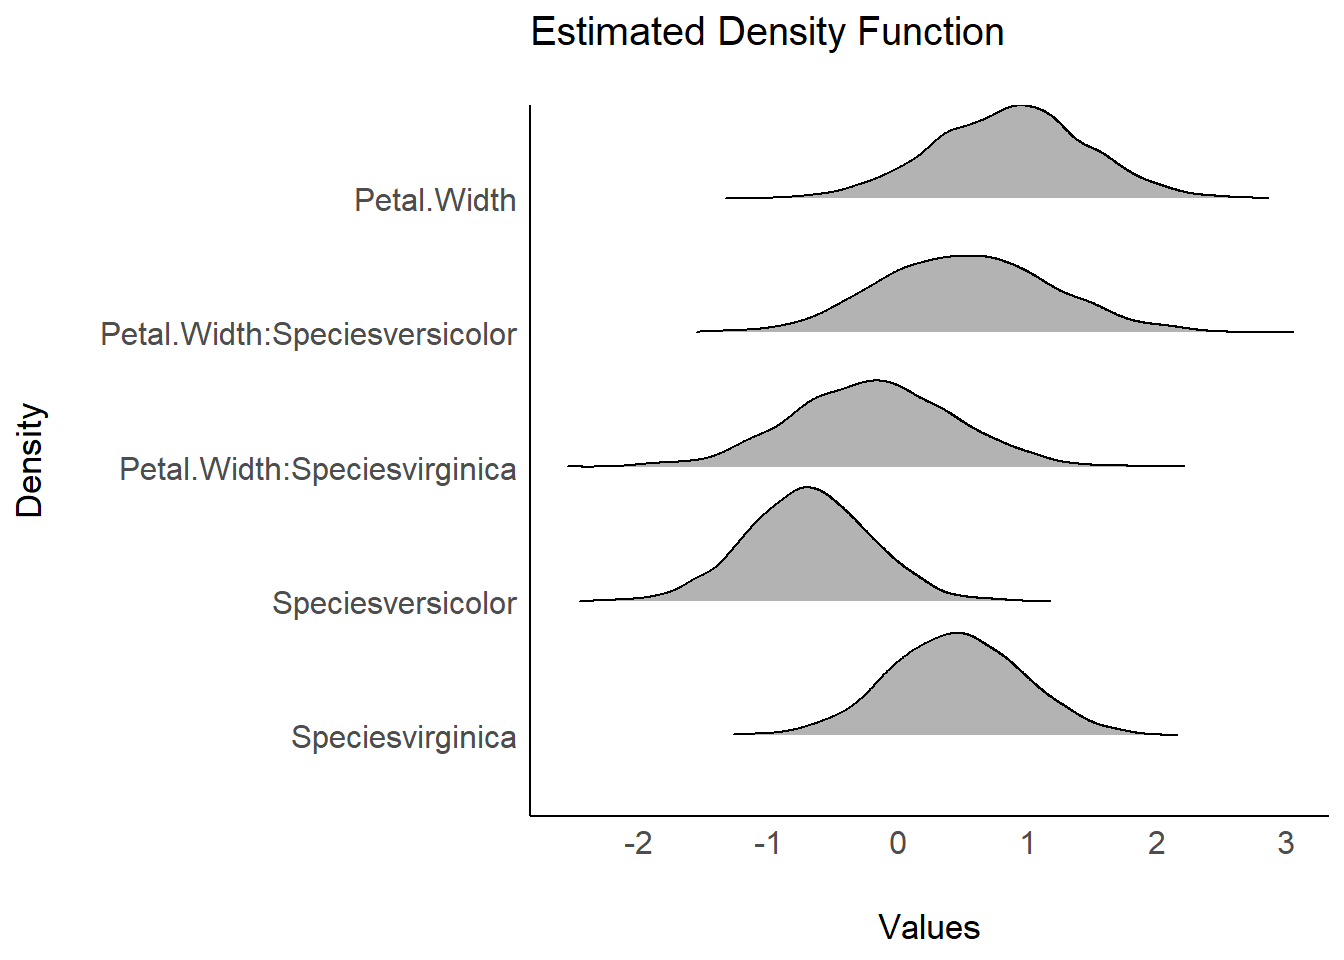 Estimated Density Function
Petal.Width
Petal.Width:Speciesversicolor
Petal.Width:Speciesvirginica
Speciesversicolor
Speciesvirginica
Density
-2 -1 0 1 2 3
Values